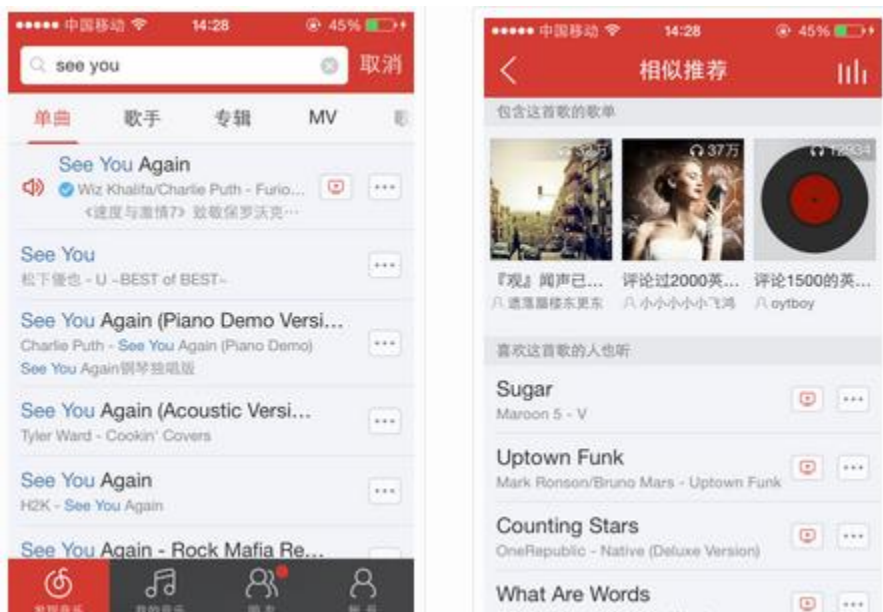 中国移动
14:28
45%
see you
取消
单曲
歌手
专辑
MV
See You Again
Wiz Khalifa/Charlie Puth - Furio...
《速度与激情7》 致敬保罗沃克…
See You
松下優也 - U ~BEST of BEST~
See You Again (Piano Demo Versi...
Charlie Puth - See You Again (Piano Demo)
See You Again钢琴独唱版
See You Again (Acoustic Versi...
Tyler Ward - Cookin' Covers
See You Again
H2K - See You Again
See You Again - Rock Mafia Re...
中国移动
14:28
45%
相似推荐
包含这首歌的歌单
37万
12934
『观』闻声已...
评论过2000英...
评论1500的英...
小小小小小飞鸿
oytboy
喜欢这首歌的人也听
Sugar
Maroon 5 - V
Uptown Funk
Mark Ronson/Bruno Mars - Uptown Funk
Counting Stars
OneRepublic - Native (Deluxe Version)
What Are Words